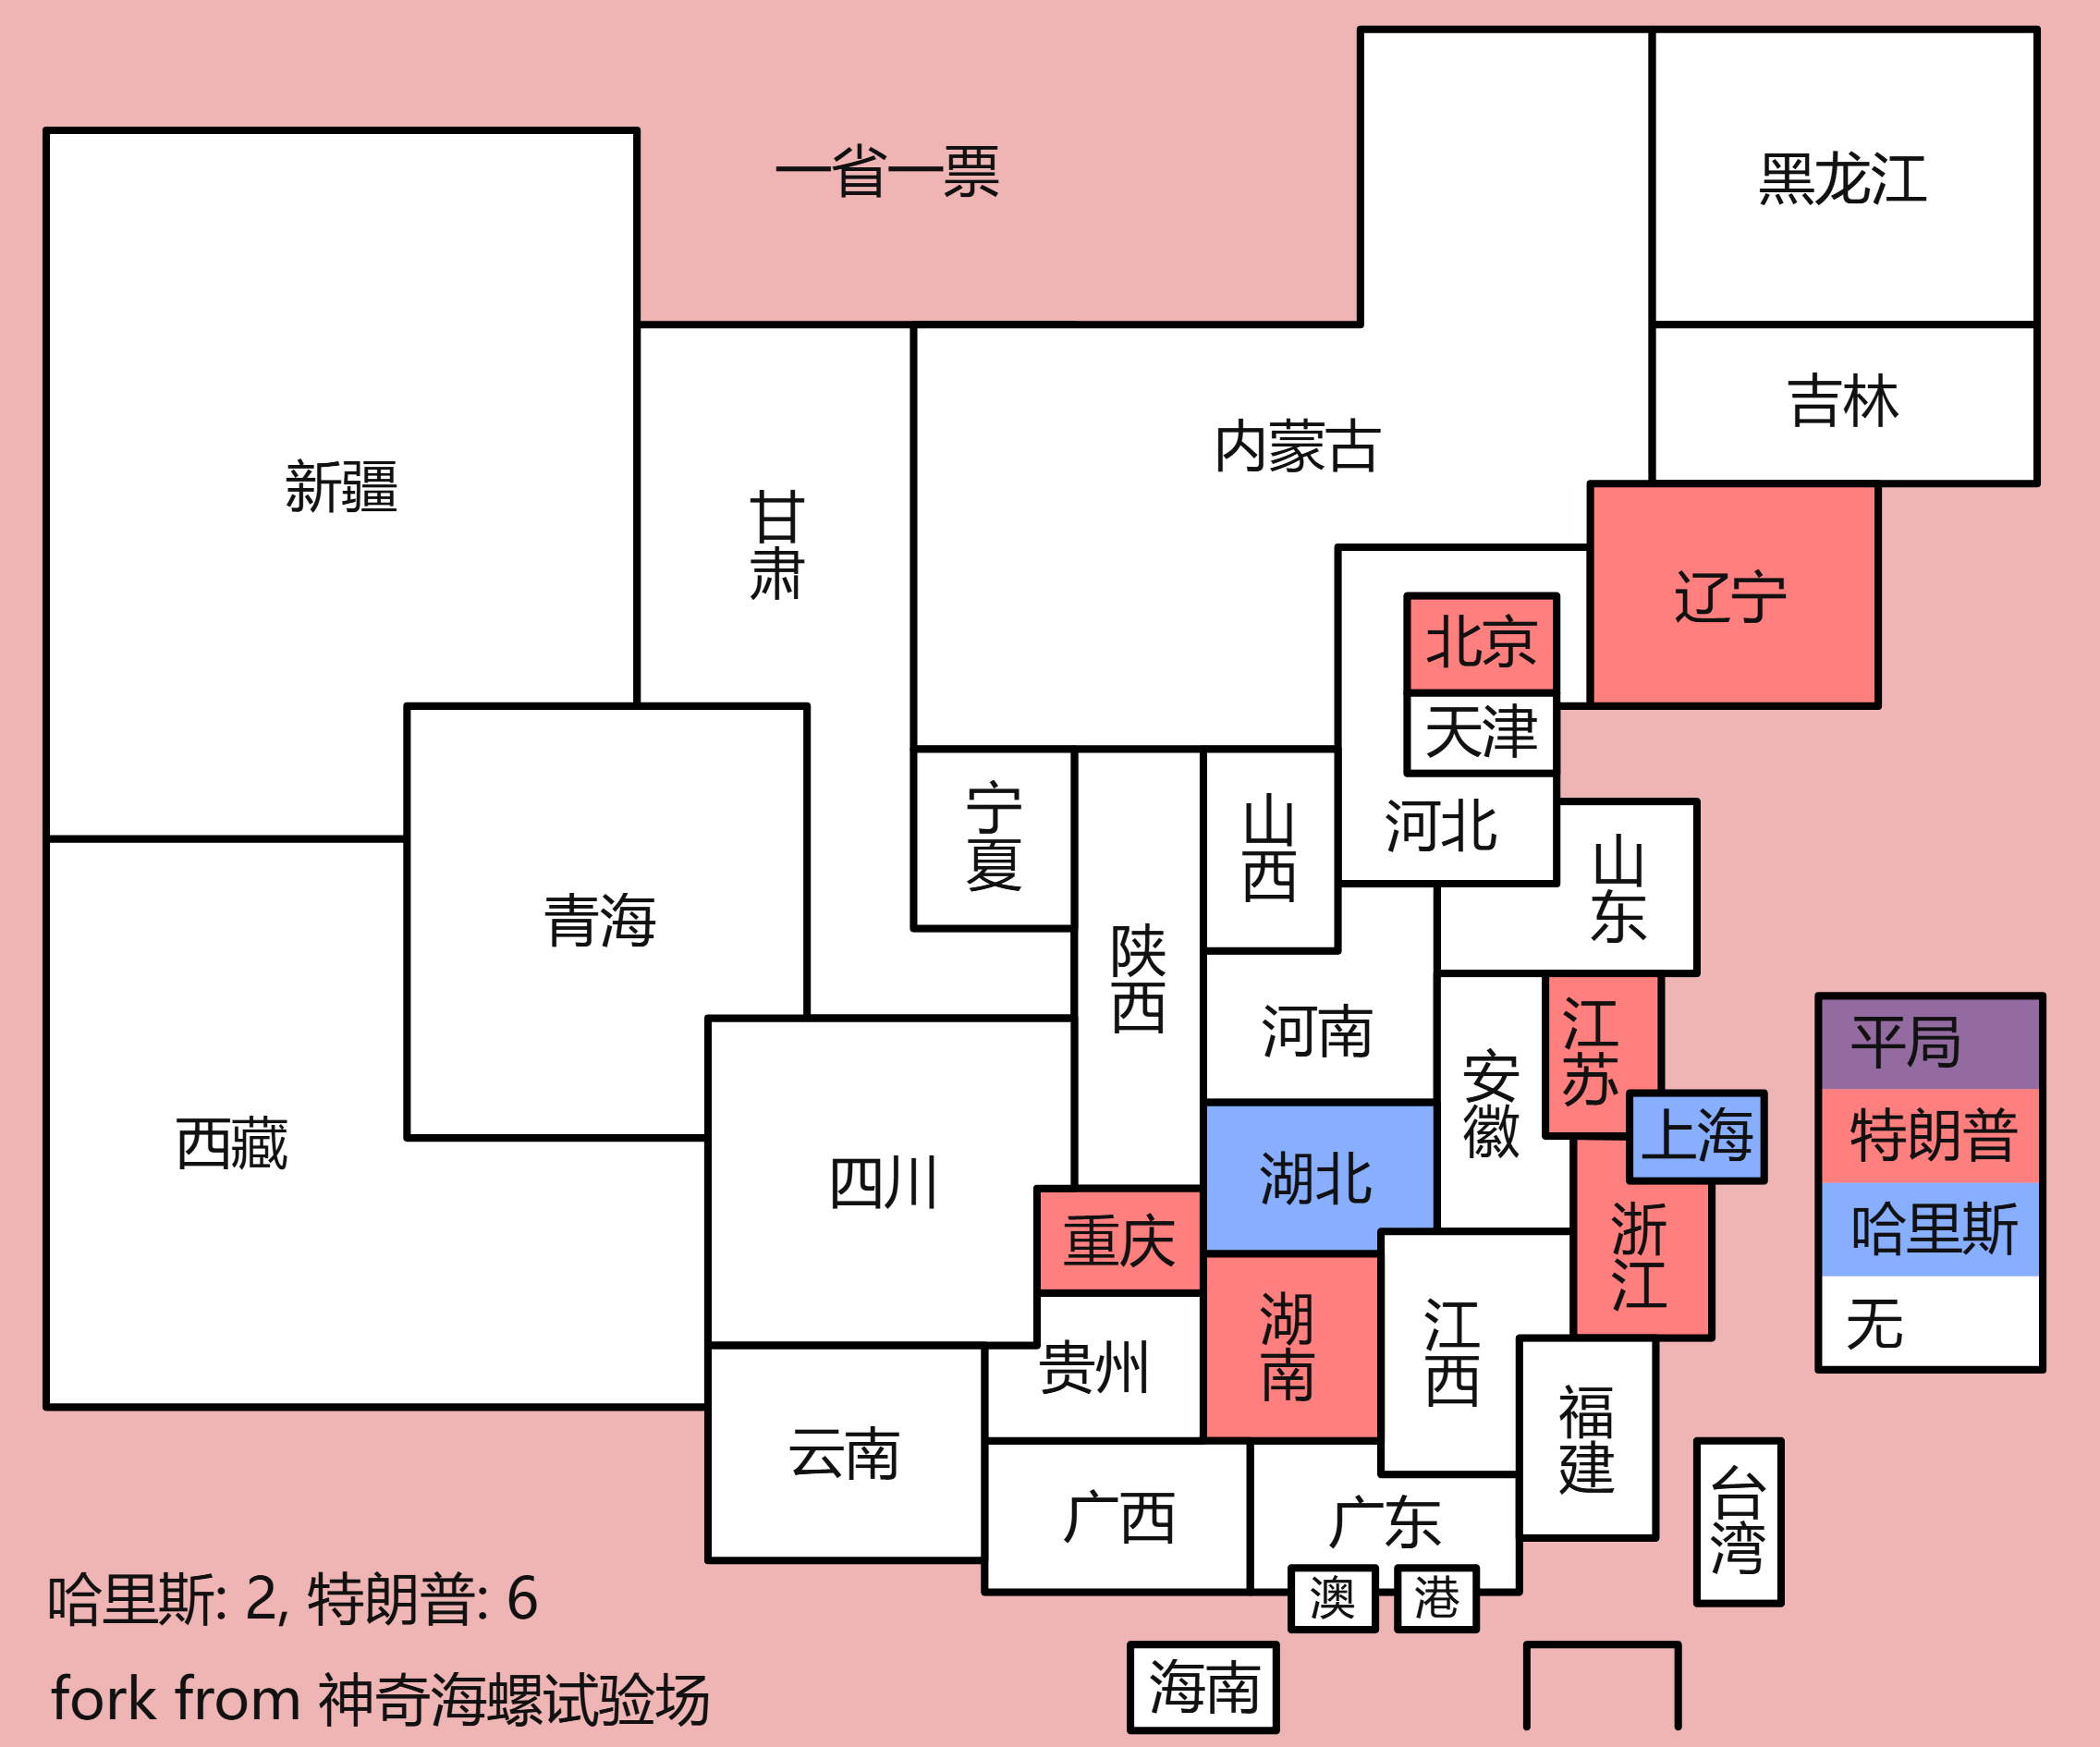 一省一票
黑龙江
吉林
内蒙古
新疆
甘肃
辽宁
北京
天津
河北
宁夏
山西
山东
青海
陕西
河南
江苏
安徽
上海
西藏
四川
湖北
重庆
浙江
湖南
江西
贵州
福建
云南
广西
广东
台湾
澳
港
海南
平局
特朗普
哈里斯
无
哈里斯: 2, 特朗普: 6
fork from 神奇海螺试验场